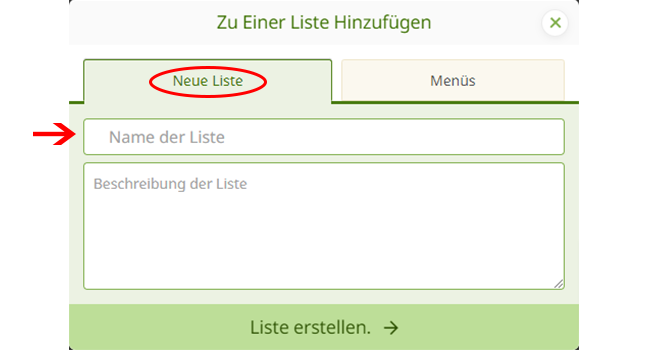 Zu Einer Liste Hinzufügen
Neue Liste
Menüs
Name der Liste
Beschreibung der Liste
Liste erstellen.